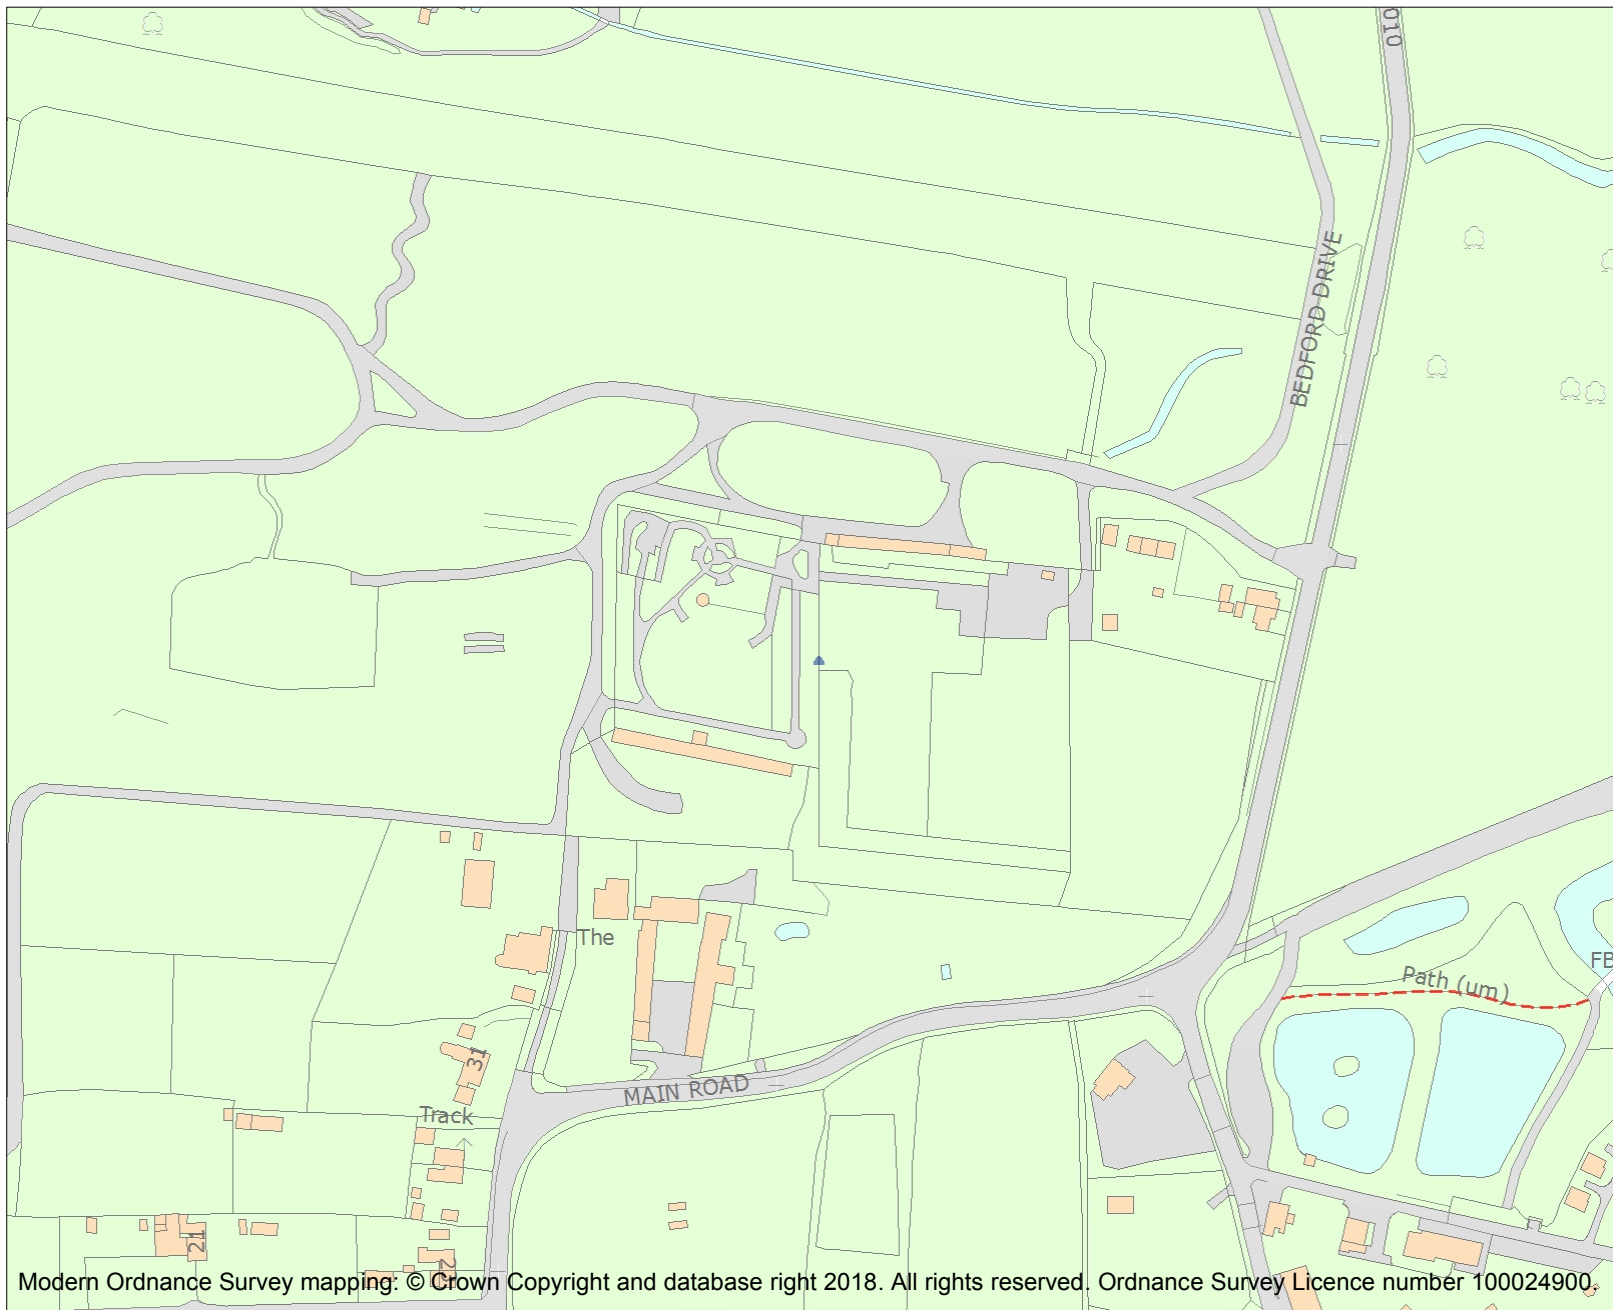 010
BEDFORD DRIVE
The
FB
Path (um)
31
MAIN ROAD
Track
21
Modern Ordnance Survey mapping: © Crown Copyright and database right 2018. All rights reserved. Ordnance Survey Licence number 100024900.